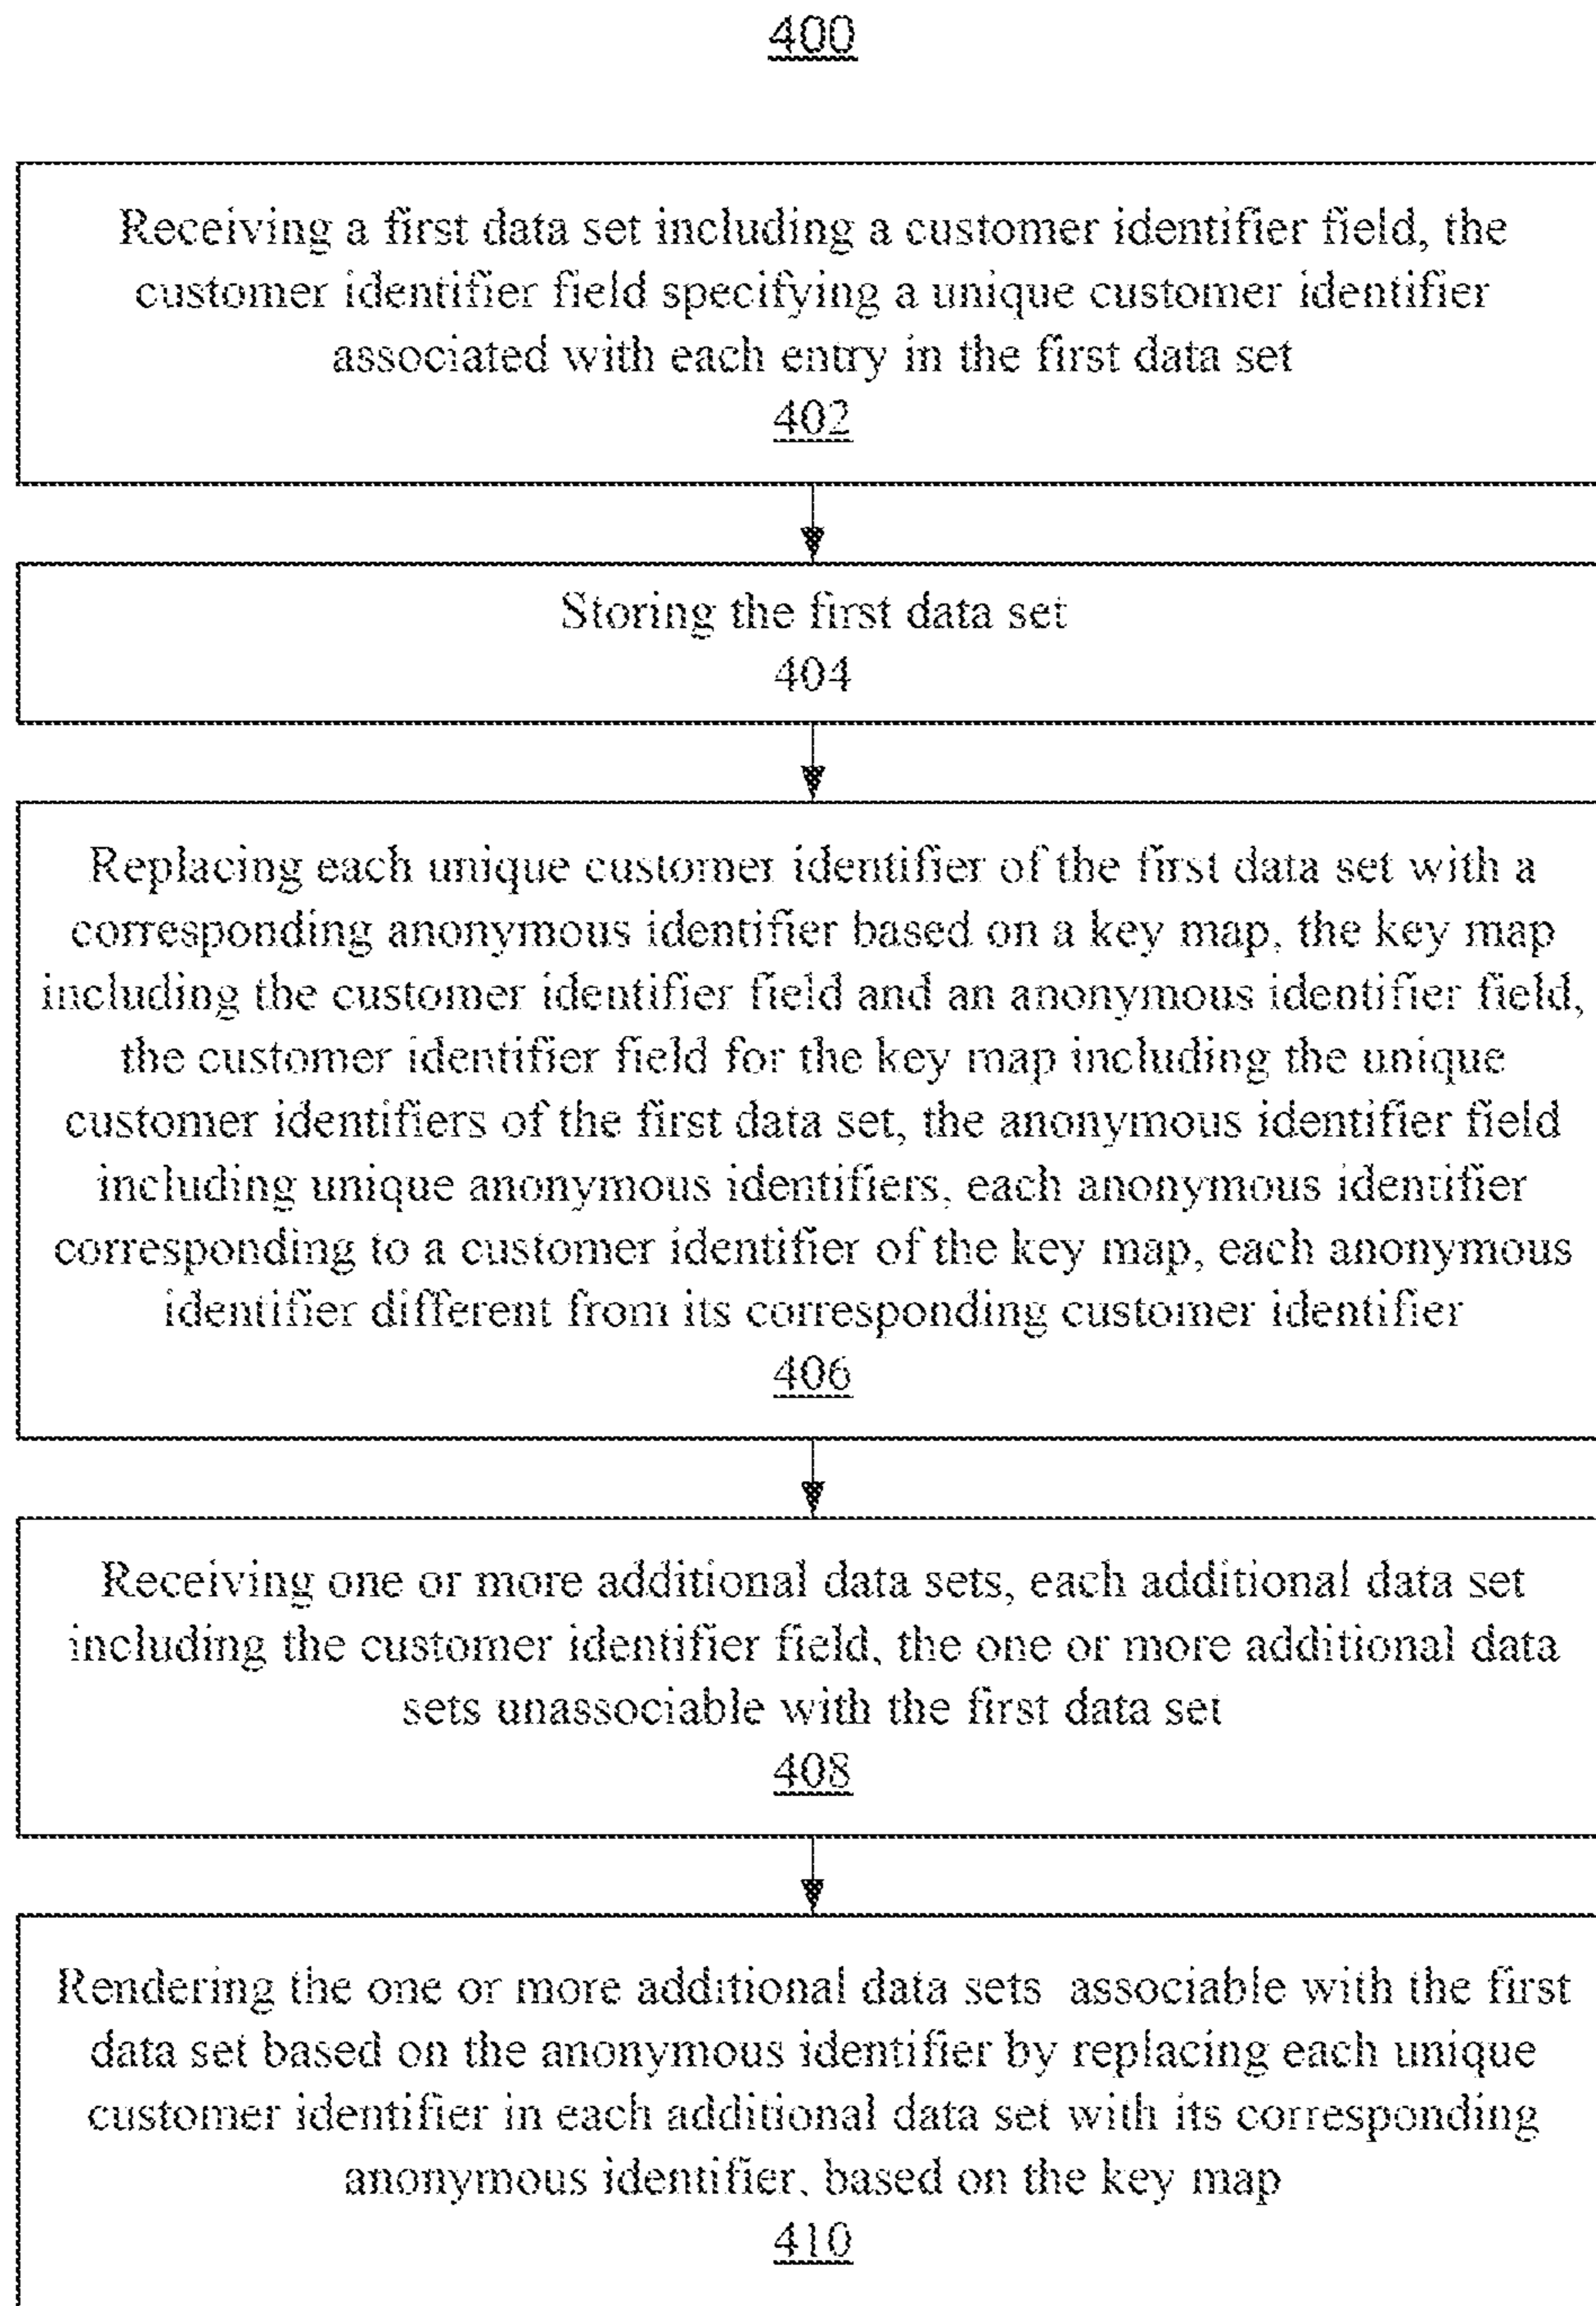 400
Receiving a first data set including a customer identifier field, the
customer identifier field specifying a unique customer identifier
associated with each entry in the first data set
402
Storing the first data set
404
Replacing each unique customer identifier of the first data set with a
corresponding anonymous identifier based on a key map, the key map
including the customer identifier field and an anonymous identifier field,
the customer identifier field for the key map including the unique
customer identifiers of the first data set, the anonymous identifier field
including unique anonymous identifiers, each anonymous identifier
corresponding to a customer identifier of the key map, each anonymous
identifier different from its corresponding customer identifier
406
Receiving one or more additional data sets, each additional data set
including the customer identifier field, the one or more additional data
sets unassociable with the first data set
408
Rendering the one or more additional data sets associable with the first
data set based on the anonymous identifier by replacing each unique
customer identifier in each additional data set with its corresponding
anonymous identifier, based on the key map
410